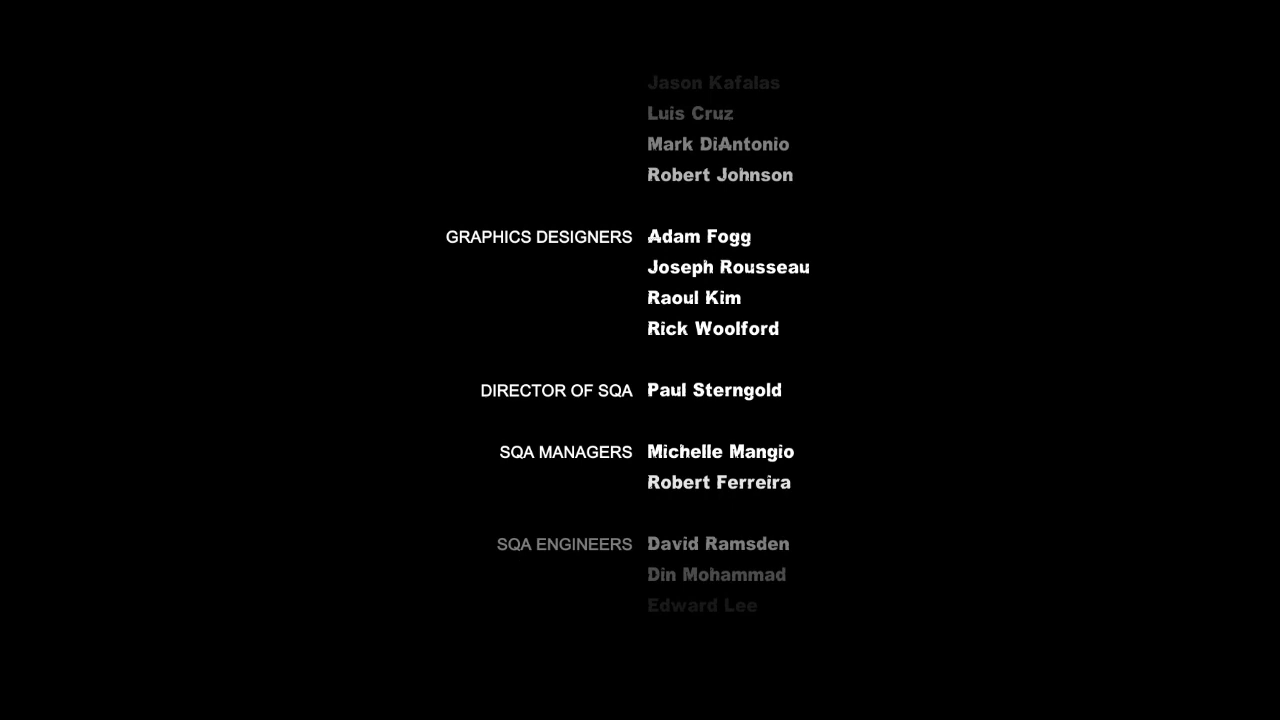 Jason Kafalas
Luis Cruz
Mark DiAntonio
Robert Johnson
GRAPHICS DESIGNERS Adam Fogg
Joseph Rousseau
Raoul Kim
Rick Woolford
DIRECTOR OF SQA Paul Sterngold
SQA MANAGERS Michelle Mangio
Robert Ferreira
SQA ENGINEERS David Ramsden
Din Mohammad
Edward Lee